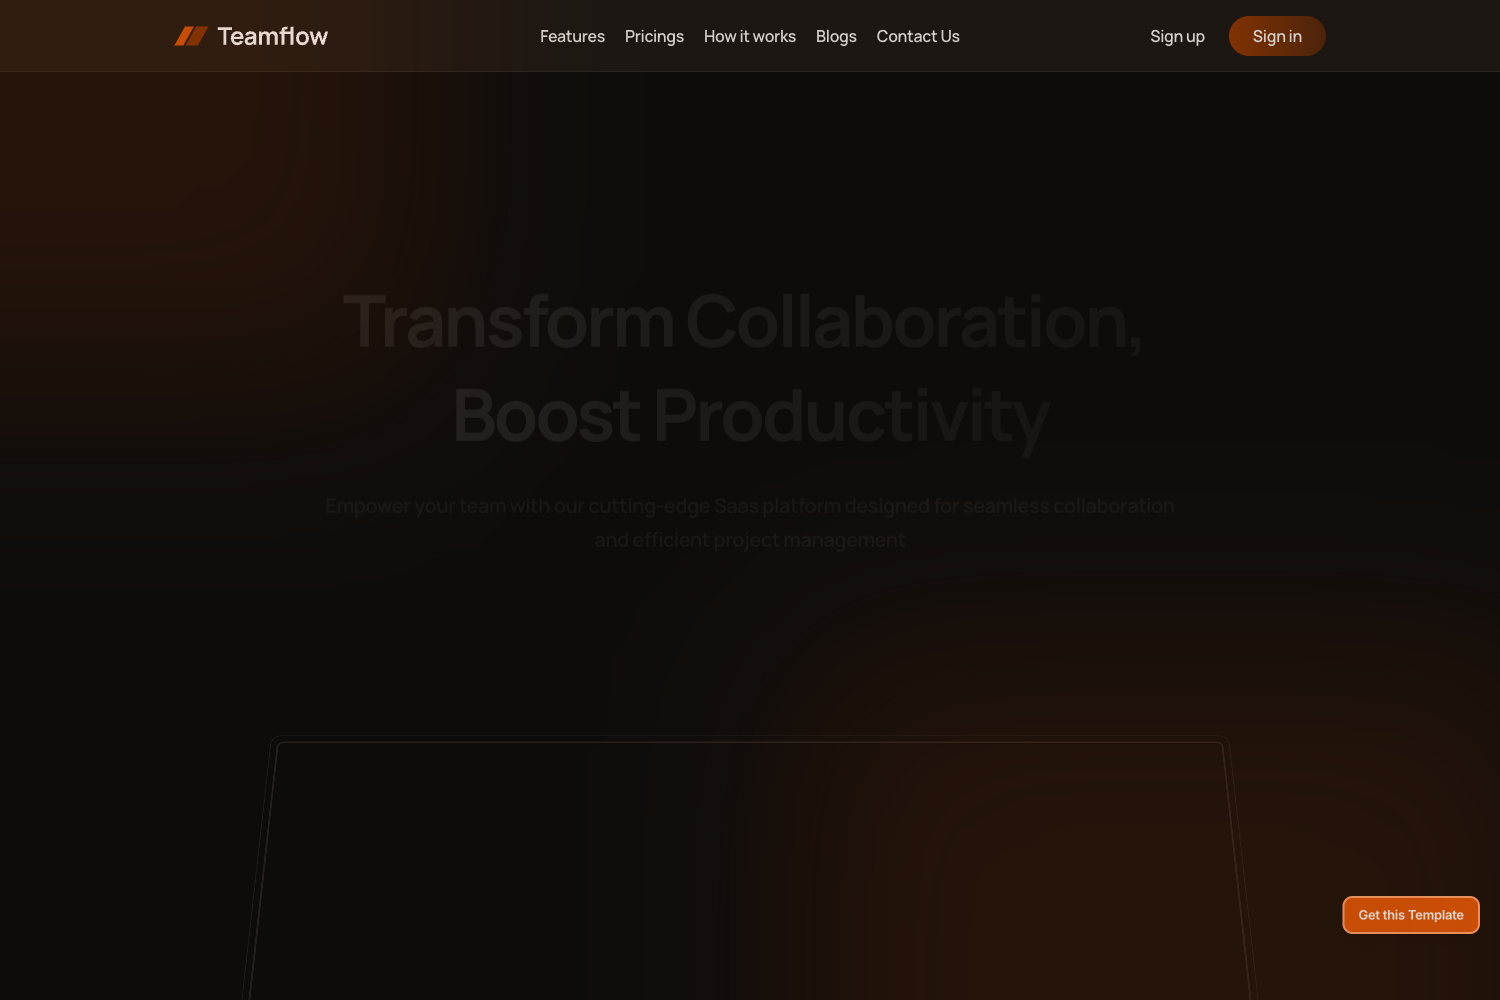 Teamflow
Features Pricings How it works Blogs Contact Us
Sign up Sign in
Transform Collaboration,
Boost Productivity
Empower your team with our cutting-edge Saas platform designed for seamless collaboration
and efficient project management
Get this Template